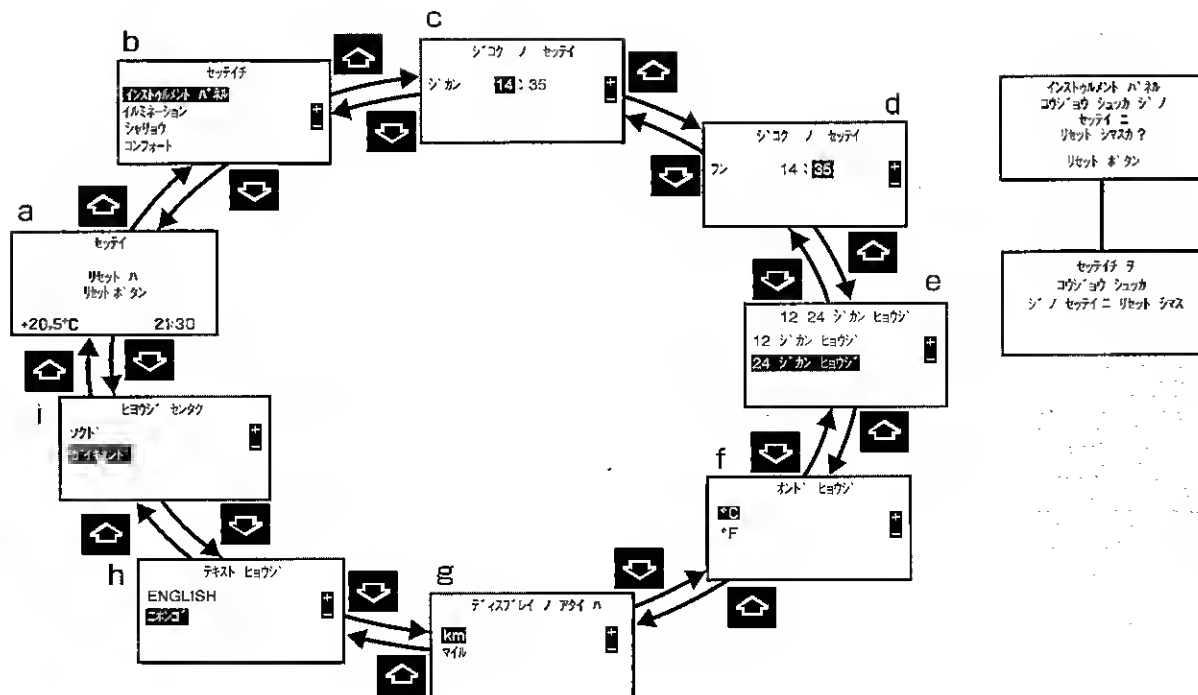 b
セッテイチ
インストゥルメント パネル
イルミネーション
シャリョウ
コンフォート
+
−
c
ジコク ノ セッテイ
ジカン 14:35
+
−
d
ジコク ノ セッテイ
フン 14:35
+
−
e
12 24 ジカン ヒョウジ
12 ジカン ヒョウジ
24 ジカン ヒョウジ
+
−
f
オンド ヒョウジ
°C
°F
+
−
g
ディスプレイ ノ アタイ ハ
km
マイル
+
−
h
テキスト ヒョウジ
ENGLISH
ニホンゴ
+
−
i
ヒヨウジ センタク
ソクド
+
−
a
セッテイ
リセット ハ
リセット ボタン
+20,5°C 21:30
インストゥルメント パネル
コウジョウ シュッカ ジ ノ
セッテイ ニ
リセット シマスカ?
リセット ボタン
セッテイチ ヲ
コウジョウ シュッカ
ジ ノ セッテイ ニ リセット シマス